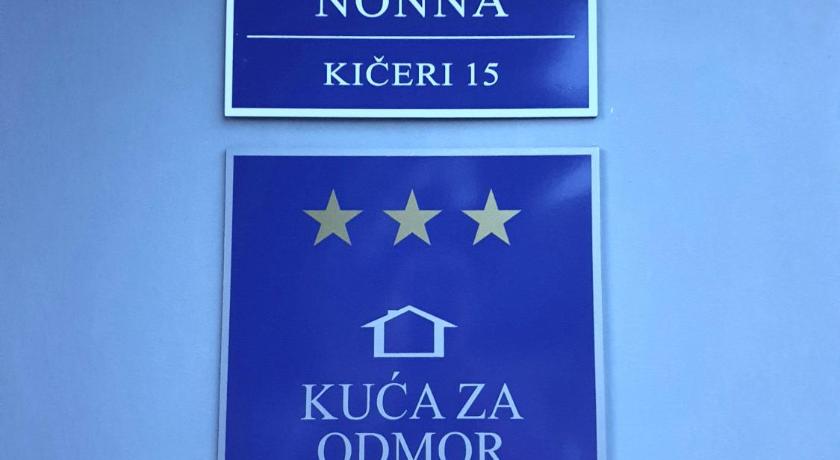 NONNA
KIČERI 15
KUĆA ZA
ODMOR